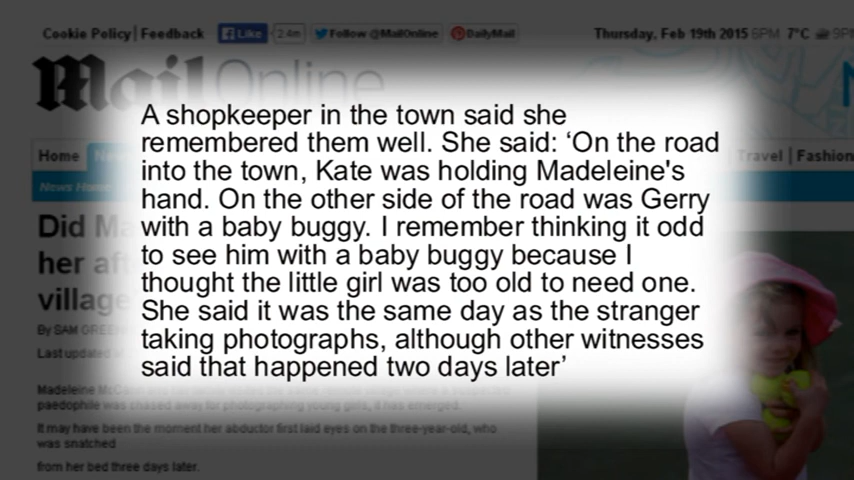 Cookie Policy | Feedback Like 2.4m Follow @MailOnline DailyMail Thursday, Feb 19th 2015 6PM 7°C
Mail Online
Home Travel | Fashion
News Home
A shopkeeper in the town said she
remembered them well. She said: ‘On the road
into the town, Kate was holding Madeleine's
hand. On the other side of the road was Gerry
with a baby buggy. I remember thinking it odd
to see him with a baby buggy because I
thought the little girl was too old to need one.
She said it was the same day as the stranger
taking photographs, although other witnesses
said that happened two days later’
Did
her
village
By SAM
Last updated
Madeleine
paedophile was chased away for photographing young girls, it has emerged.
It may have been the moment her abductor first laid eyes on the three-year-old, who
was snatched
from her bed three days later.